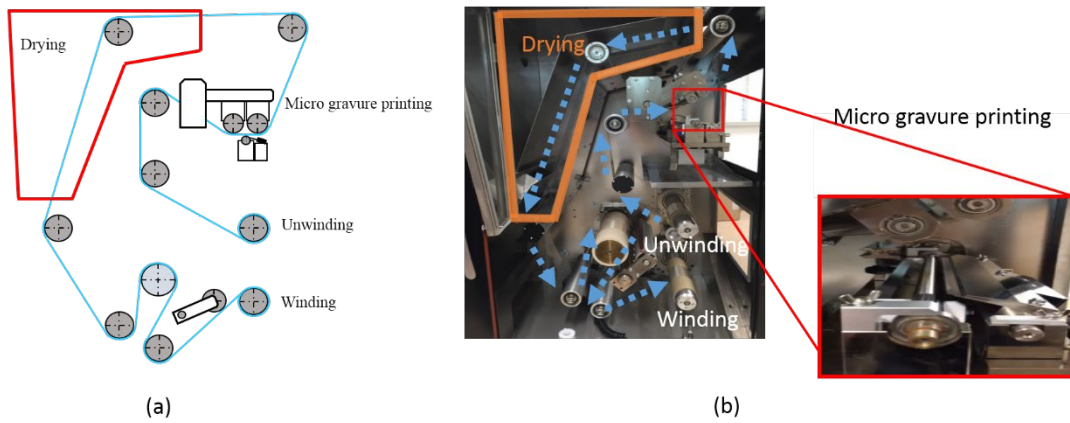 Drying
Micro gravure printing
Unwinding
Winding
(a)
Drying
Micro gravure printing
Unwinding
Winding
(b)